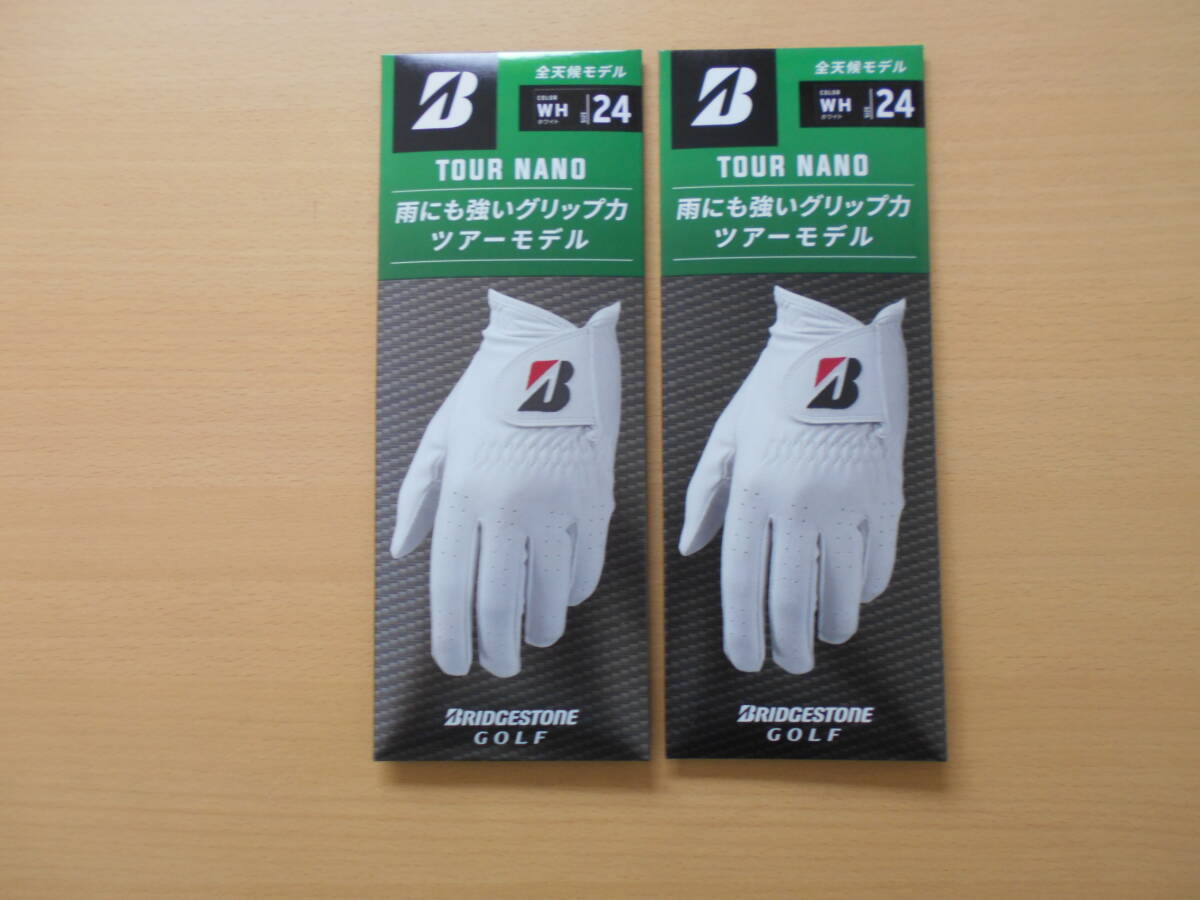 全天候モデル
COLOR
WH
ホワイト
SIZE
24
TOUR NANO
雨にも強いグリップ力
ツアーモデル
BRIDGESTONE
GOLF
全天候モデル
COLOR
WH
ホワイト
SIZE
24
TOUR NANO
雨にも強いグリップ力
ツアーモデル
BRIDGESTONE
GOLF